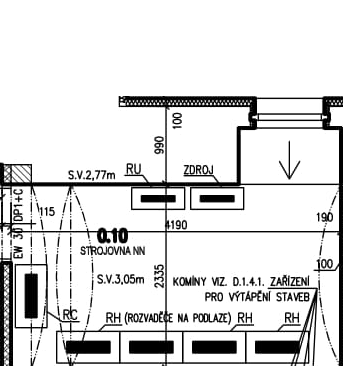 100
990
S.V.2,77m
RU
ZDROJ
EW 30 DP1+C
115
4190
190
0.10
STROJOVNA NN
100
S.V.3,05m
2335
KOMÍNY VIZ. D.1.4.1. ZAŘÍZENÍ
PRO VÝTÁPĚNÍ STAVEB
RC
RH (ROZVADĚČE NA PODLAZE)
RH
RH